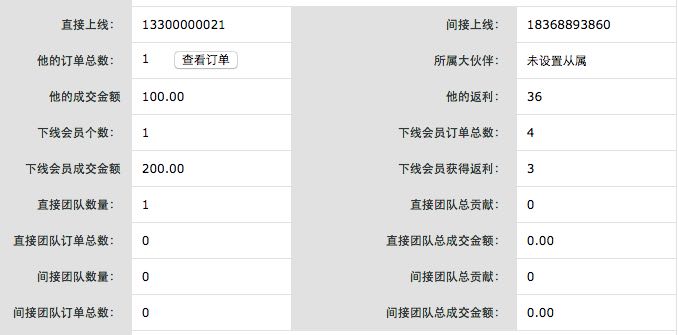 直接上线： 13300000021 间接上线： 18368893860
他的订单总数： 1 查看订单 所属大伙伴： 未设置从属
他的成交金额 100.00 他的返利： 36
下线会员个数： 1 下线会员订单总数： 4
下线会员成交金额 200.00 下线会员获得返利： 3
直接团队数量： 1 直接团队总贡献： 0
直接团队订单总数： 0 直接团队总成交金额： 0.00
间接团队数量： 0 间接团队总贡献： 0
间接团队订单总数： 0 间接团队总成交金额： 0.00